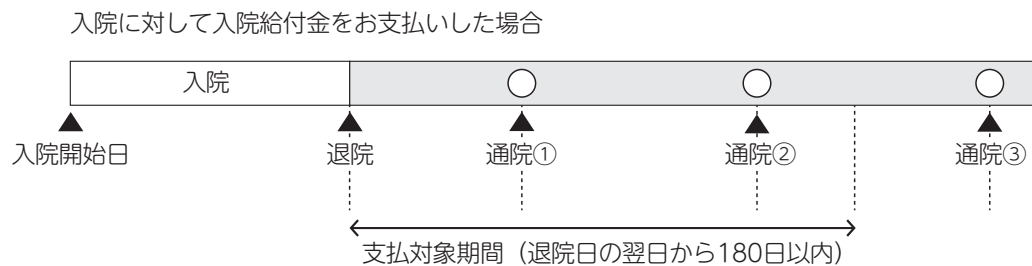 入院に対して入院給付金をお支払いした場合
入院
入院開始日 退院 通院① 通院② 通院③
支払対象期間（退院日の翌日から180日以内）